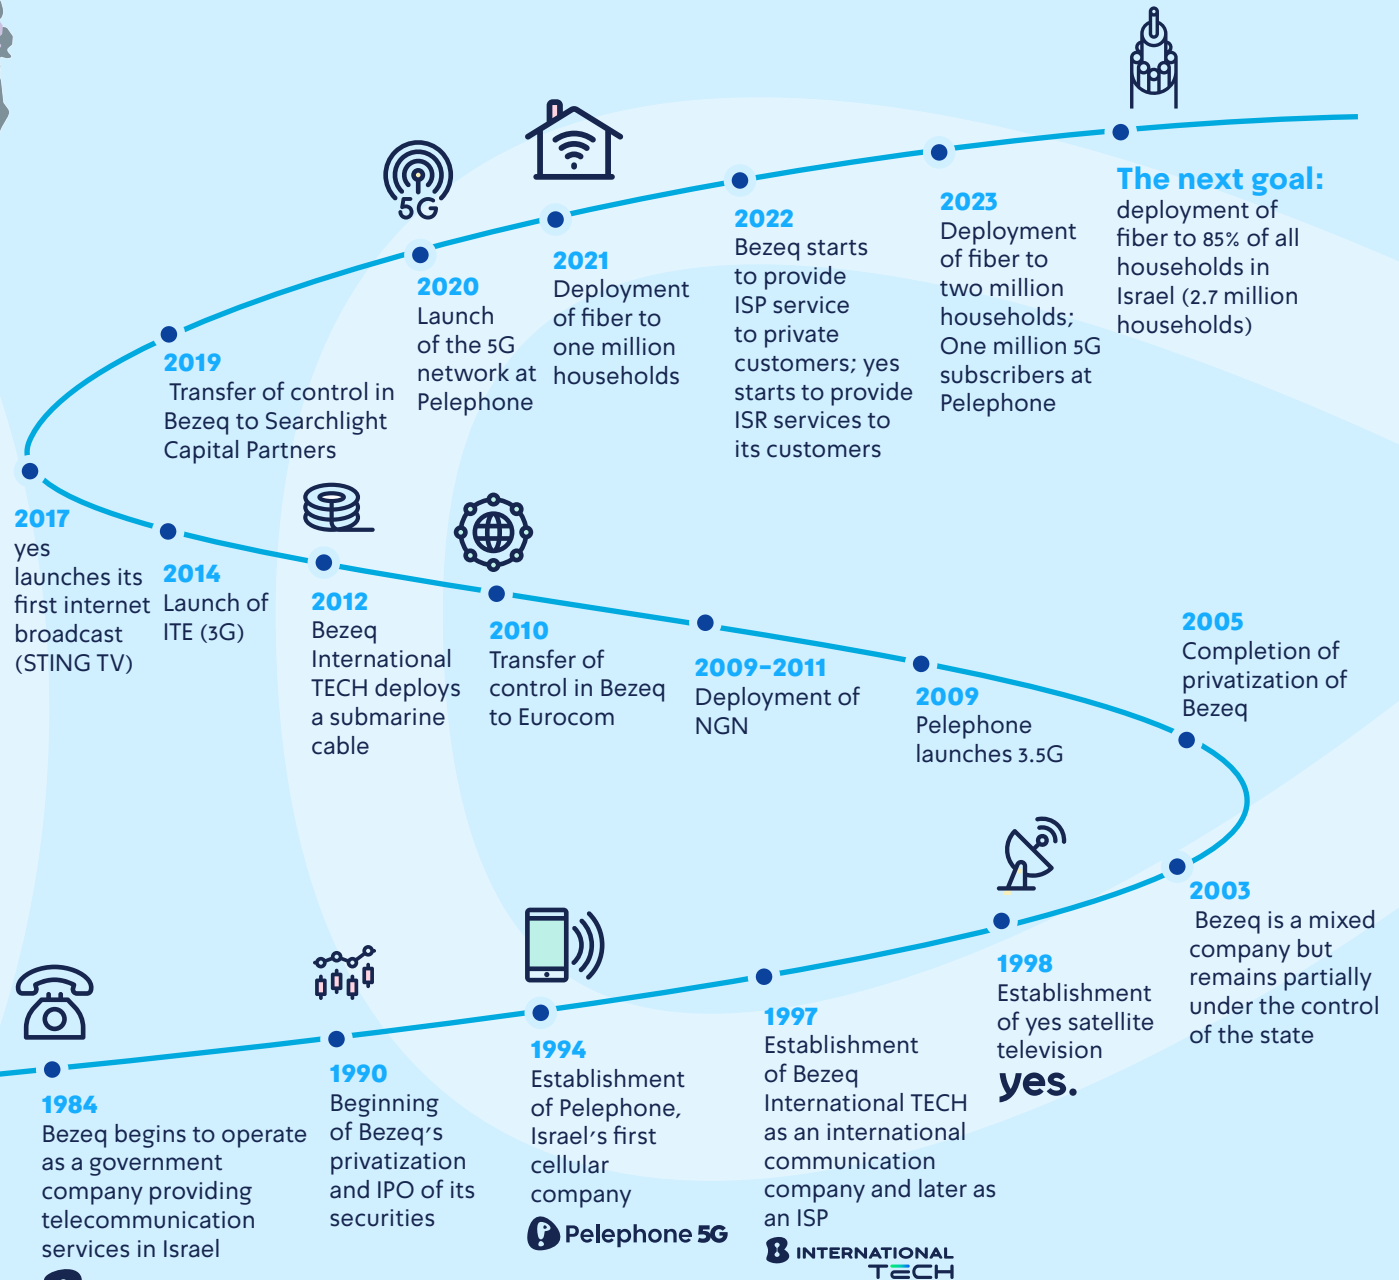 5G
The next goal:
deployment of
fiber to 85% of all
households in
Israel (2.7 million
households)
2023
Deployment
of fiber to
two million
households;
One million 5G
subscribers at
Pelephone
2022
Bezeq starts
to provide
ISP service
to private
customers; yes
starts to provide
ISR services to
its customers
2021
Deployment
of fiber to
one million
households
2020
Launch
of the 5G
network at
Pelephone
2019
Transfer of control in
Bezeq to Searchlight
Capital Partners
2017
yes
launches its
first internet
broadcast
(STING TV)
2014
Launch of
ITE (3G)
2012
Bezeq
International
TECH deploys
a submarine
cable
2010
Transfer of
control in Bezeq
to Eurocom
2009-2011
Deployment of
NGN
2009
Pelephone
launches 3.5G
2005
Completion of
privatization of
Bezeq
2003
Bezeq is a mixed
company but
remains partially
under the control
of the state
1998
Establishment
of yes satellite
television
yes.
1997
Establishment
of Bezeq
International TECH
as an international
communication
company and later as
an ISP
INTERNATIONAL
TECH
1994
Establishment
of Pelephone,
Israel's first
cellular
company
Pelephone 5G
1990
Beginning
of Bezeq's
privatization
and IPO of its
securities
1984
Bezeq begins to operate
as a government
company providing
telecommunication
services in Israel